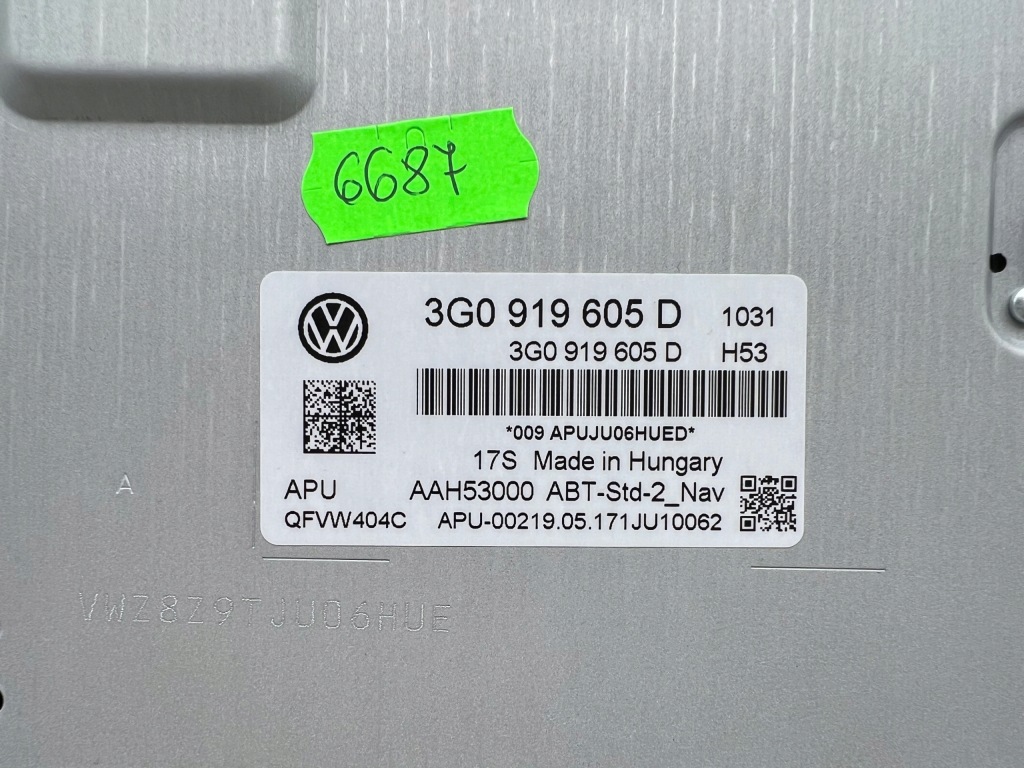 6687
3G0 919 605 D 1031
3G0 919 605 D H53
*009 APUJU06HUED*
17S Made in Hungary
APU AAH53000 ABT-Std-2_Nav
QFVW404C APU-00219.05.171JU10062
A
VWZ8Z9TJU06HUE